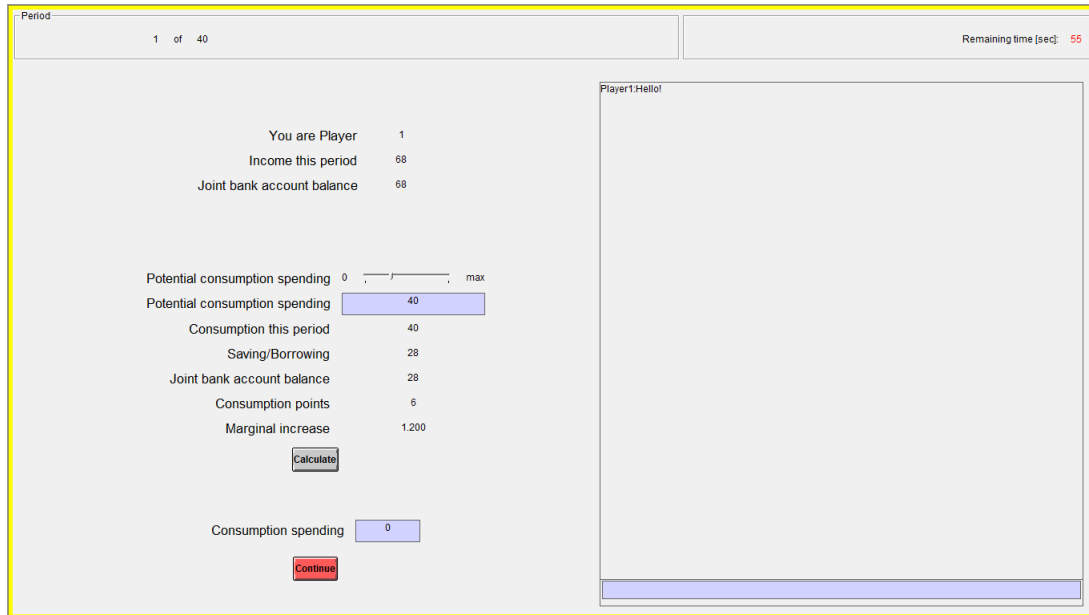 Period
1 of 40
Remaining time [sec]: 55
Player1:Hello!
You are Player 1
Income this period 68
Joint bank account balance 68
Potential consumption spending 0 max
Potential consumption spending 40
Consumption this period 40
Saving/Borrowing 28
Joint bank account balance 28
Consumption points 6
Marginal increase 1.200
Calculate
Consumption spending 0
Continue